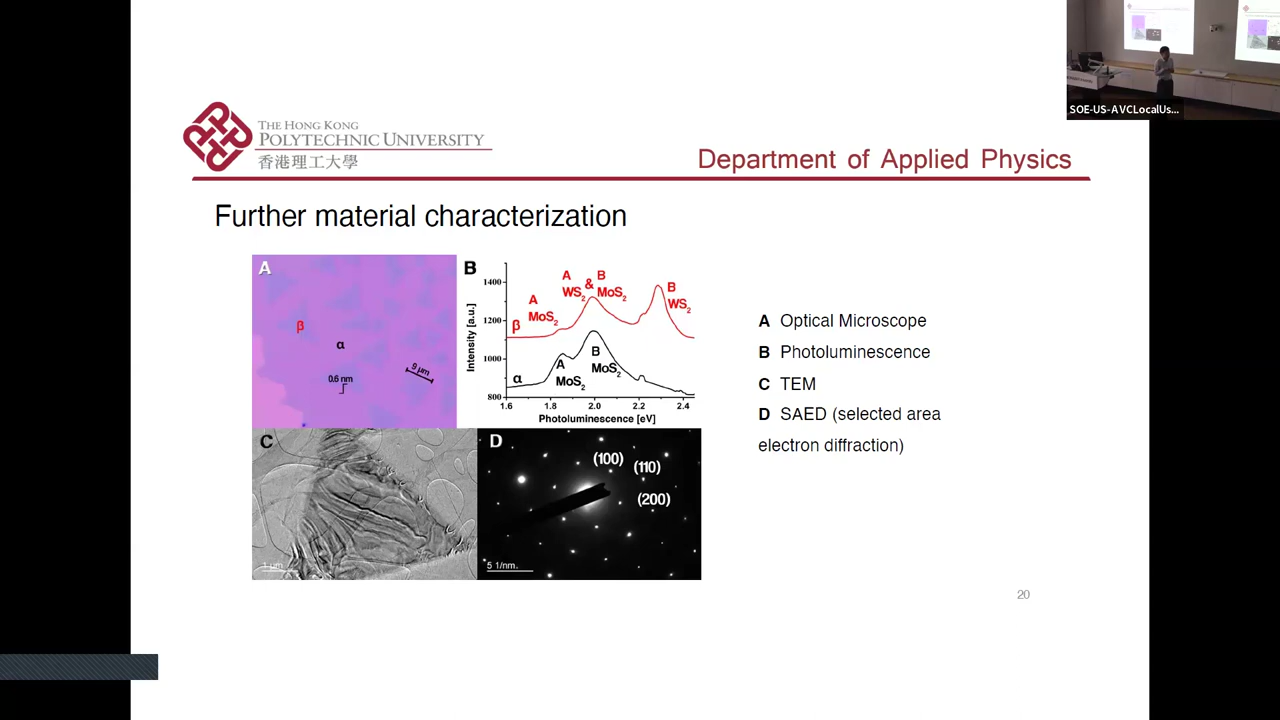 SOE-US-AVCLocalUs...
THE HONG KONG
POLYTECHNIC UNIVERSITY
香港理工大學
Department of Applied Physics
Further material characterization
A
β
α
0.6 nm
9 μm
B
1400
1200
1000
800
Intensity [a.u.]
A
WS2
&
B
MoS2
B
WS2
A
MoS2
β
B
MoS2
A
MoS2
α
1.6 1.8 2.0 2.2 2.4
Photoluminescence [eV]
C
1 μm
D
(100)
(110)
(200)
5 1/nm
A Optical Microscope
B Photoluminescence
C TEM
D SAED (selected area
electron diffraction)
20